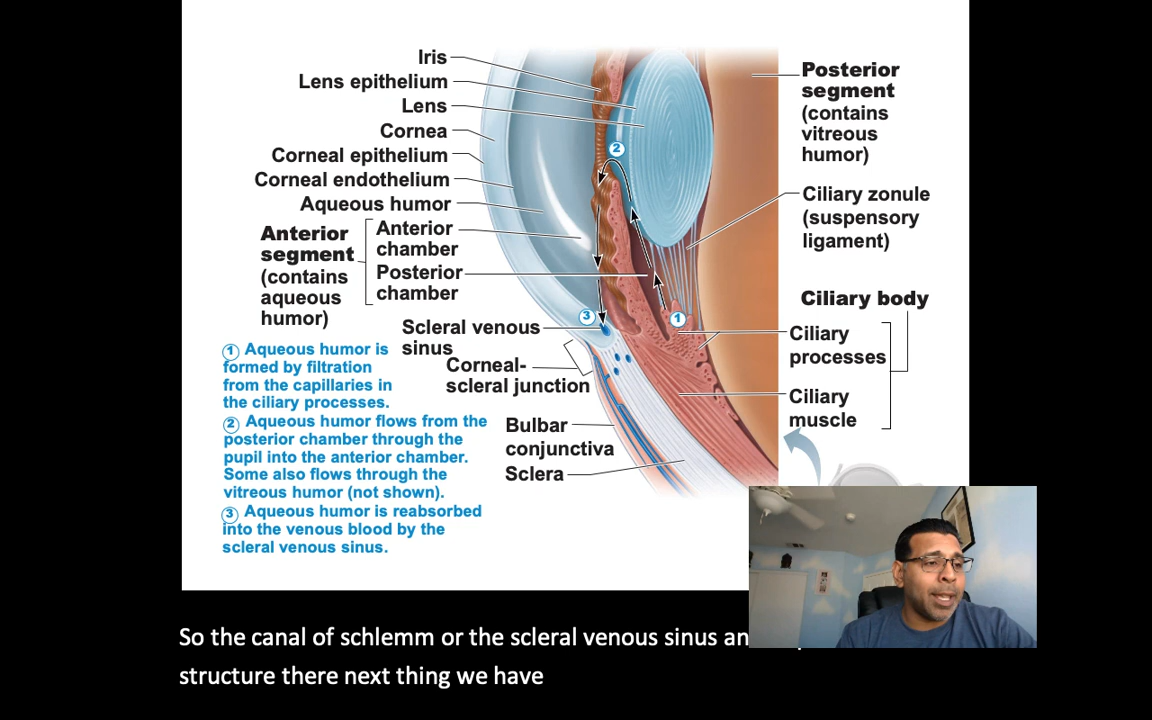 Iris
Lens epithelium
Lens
Cornea
Corneal epithelium
Corneal endothelium
Aqueous humor
Anterior
segment
(contains
aqueous
humor)
Anterior
chamber
Posterior
chamber
Scleral venous
sinus
Corneal-
scleral junction
Bulbar
conjunctiva
Sclera
Posterior
segment
(contains
vitreous
humor)
Ciliary zonule
(suspensory
ligament)
Ciliary body
Ciliary
processes
Ciliary
muscle
2
1
3
1 Aqueous humor is
formed by filtration
from the capillaries in
the ciliary processes.
2 Aqueous humor flows from the
posterior chamber through the
pupil into the anterior chamber.
Some also flows through the
vitreous humor (not shown).
3 Aqueous humor is reabsorbed
into the venous blood by the
scleral venous sinus.
So the canal of schlemm or the scleral venous sinus
structure there next thing we have